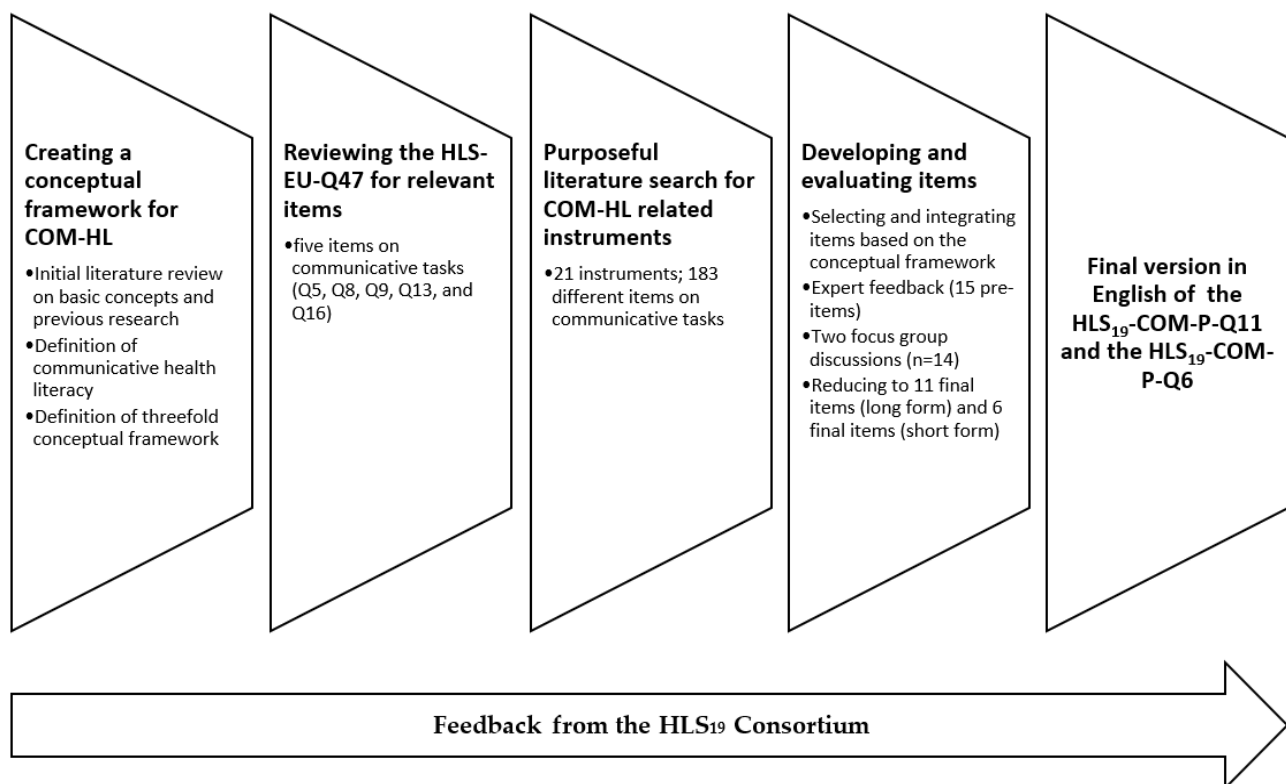 Creating a
conceptual
framework for
COM-HL
•Initial literature review
on basic concepts and
previous research
•Definition of
communicative health
literacy
•Definition of threefold
conceptual framework
Reviewing the HLS-
EU-Q47 for relevant
items
•five items on
communicative tasks
(Q5, Q8, Q9, Q13, and
Q16)
Purposeful
literature search for
COM-HL related
instruments
•21 instruments; 183
different items on
communicative tasks
Developing and
evaluating items
•Selecting and integrating
items based on the
conceptual framework
•Expert feedback (15 pre-
items)
•Two focus group
discussions (n=14)
•Reducing to 11 final
items (long form) and 6
final items (short form)
Final version in
English of the
HLS₁₉-COM-P-Q11
and the HLS₁₉-COM-
P-Q6
Feedback from the HLS₁₉ Consortium